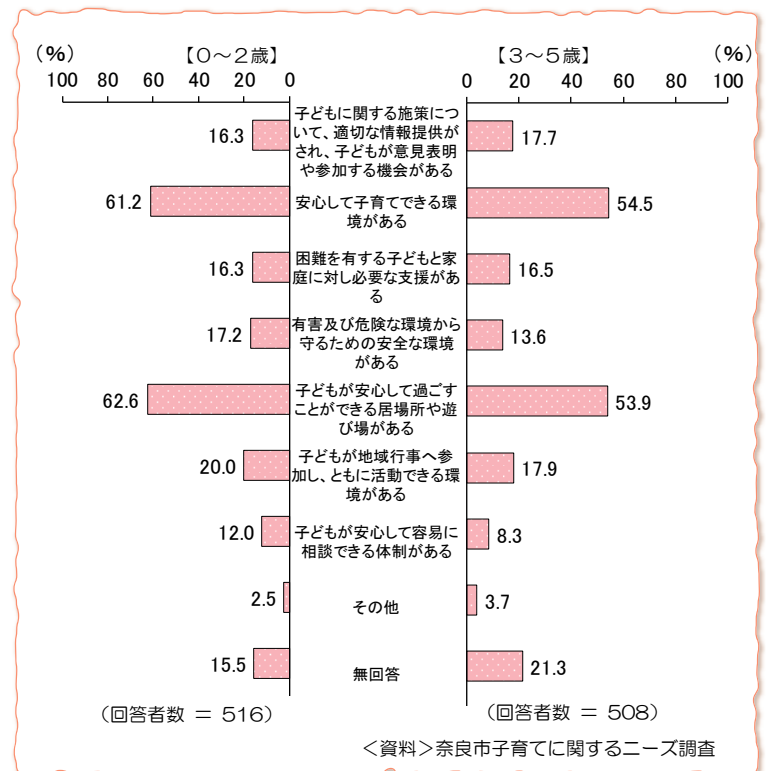 （%） 【０～２歳】 【３～５歳】 （%）
100 80 60 40 20 0 0 20 40 60 80 100
16.3 子どもに関する施策につ 17.7
いて、適切な情報提供が
され、子どもが意見表明
や参加する機会がある
61.2 安心して子育てできる環 54.5
境がある
16.3 困難を有する子どもと家 16.5
庭に対し必要な支援があ
る
17.2 有害及び危険な環境から 13.6
守るための安全な環境
がある
62.6 子どもが安心して過ごす 53.9
ことができる居場所や遊
び場がある
20.0 子どもが地域行事へ参 17.9
加し、ともに活動できる環
境がある
12.0 子どもが安心して容易に 8.3
相談できる体制がある
2.5 その他 3.7
15.5 無回答 21.3
（回答者数 ＝ 516） （回答者数 ＝ 508）
＜資料＞奈良市子育てに関するニーズ調査